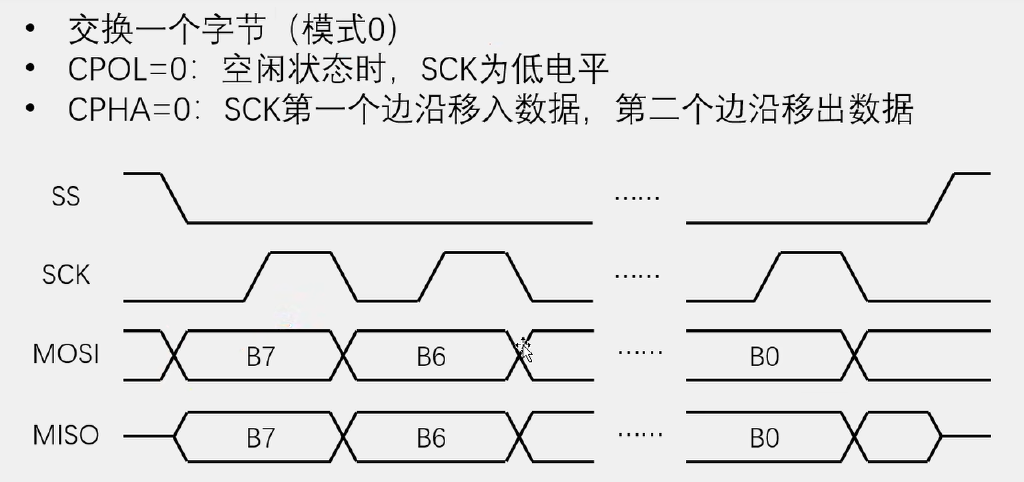 • 交换一个字节（模式0）
• CPOL=0：空闲状态时，SCK为低电平
• CPHA=0：SCK第一个边沿移入数据，第二个边沿移出数据
SS ……
SCK ……
MOSI B7 B6 …… B0
MISO B7 B6 …… B0